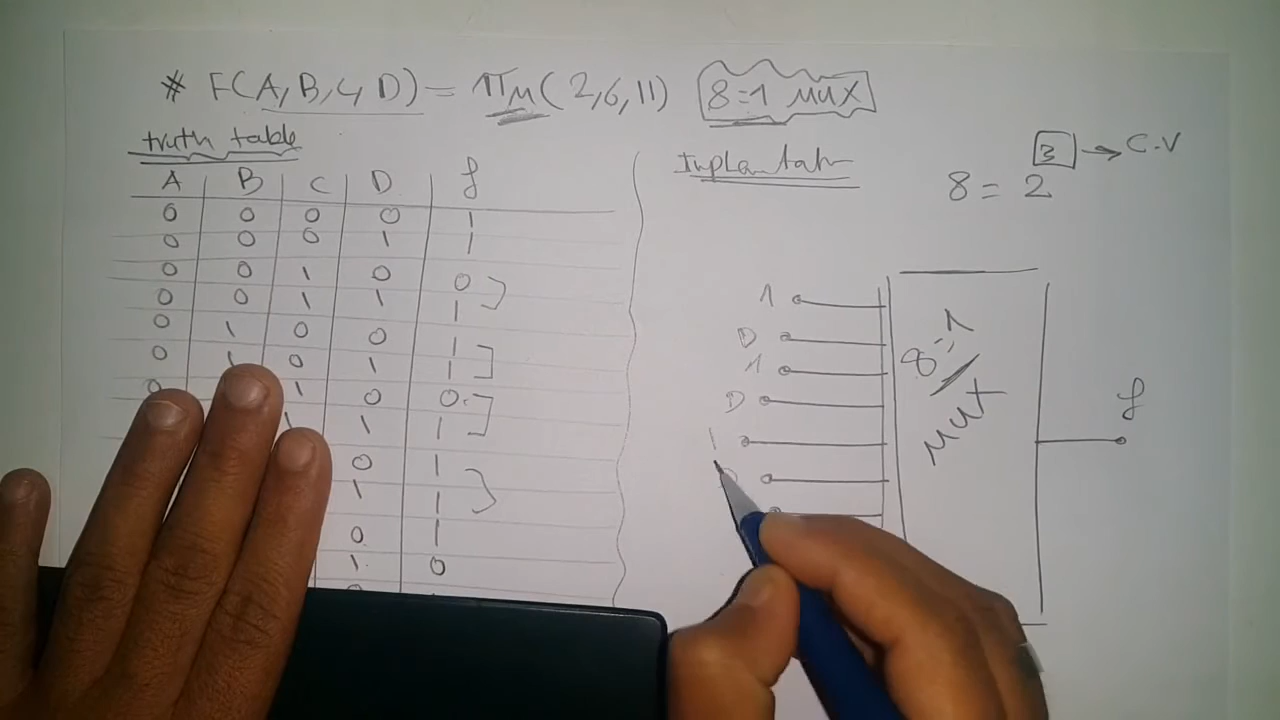 # F(A, B, C, D) = πM (2, 6, 11) 8=1 MUX
truth table
A B C D f
0 0 0 0 1
0 0 0 1 1
0 0 1 0 0
0 0 1 1 1
0 1 0 0 1
0 1 0 1 1
0 1 0 0
1 1 1
0 1
1 1
0 1
1 0
Implantatn
8 = 2 3 → C.V
1
D
1
D
1
8=1
MUX
f